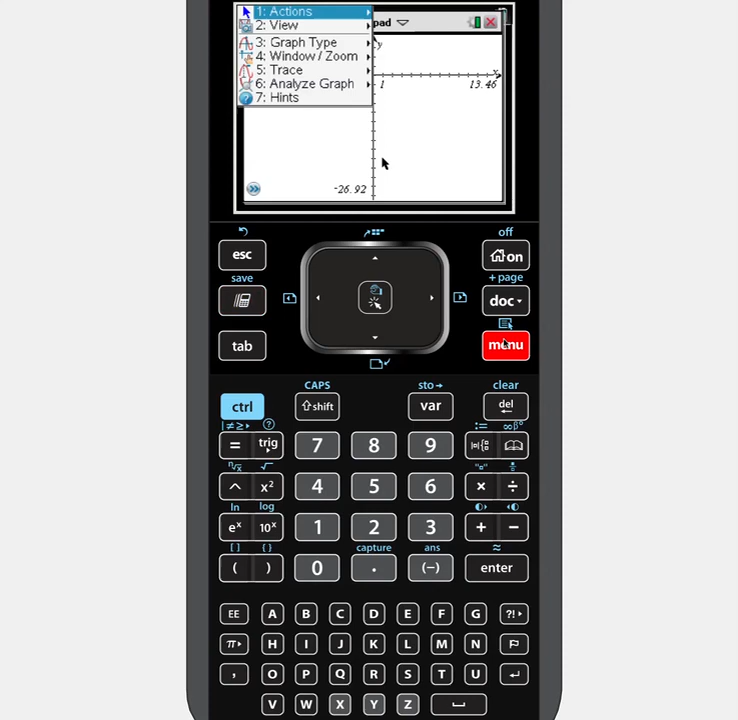 1: Actions
2: View
3: Graph Type
4: Window / Zoom
5: Trace
6: Analyze Graph
7: Hints
pad
y
x
1 13.46
-26.92
off
esc on
save + page
doc
tab menu
CAPS sto→ clear
ctrl shift var del
|≠≥> ? := ∞β°
= trig 7 8 9
ⁿ√x √ "α" ÷
^ x² 4 5 6 × ÷
ln log
eˣ 10ˣ 1 2 3 + −
[ ] { } capture ans ≈
( ) 0 . (−) enter
EE A B C D E F G ?!▸
π▸ H I J K L M N
, O P Q R S T U
V W X Y Z